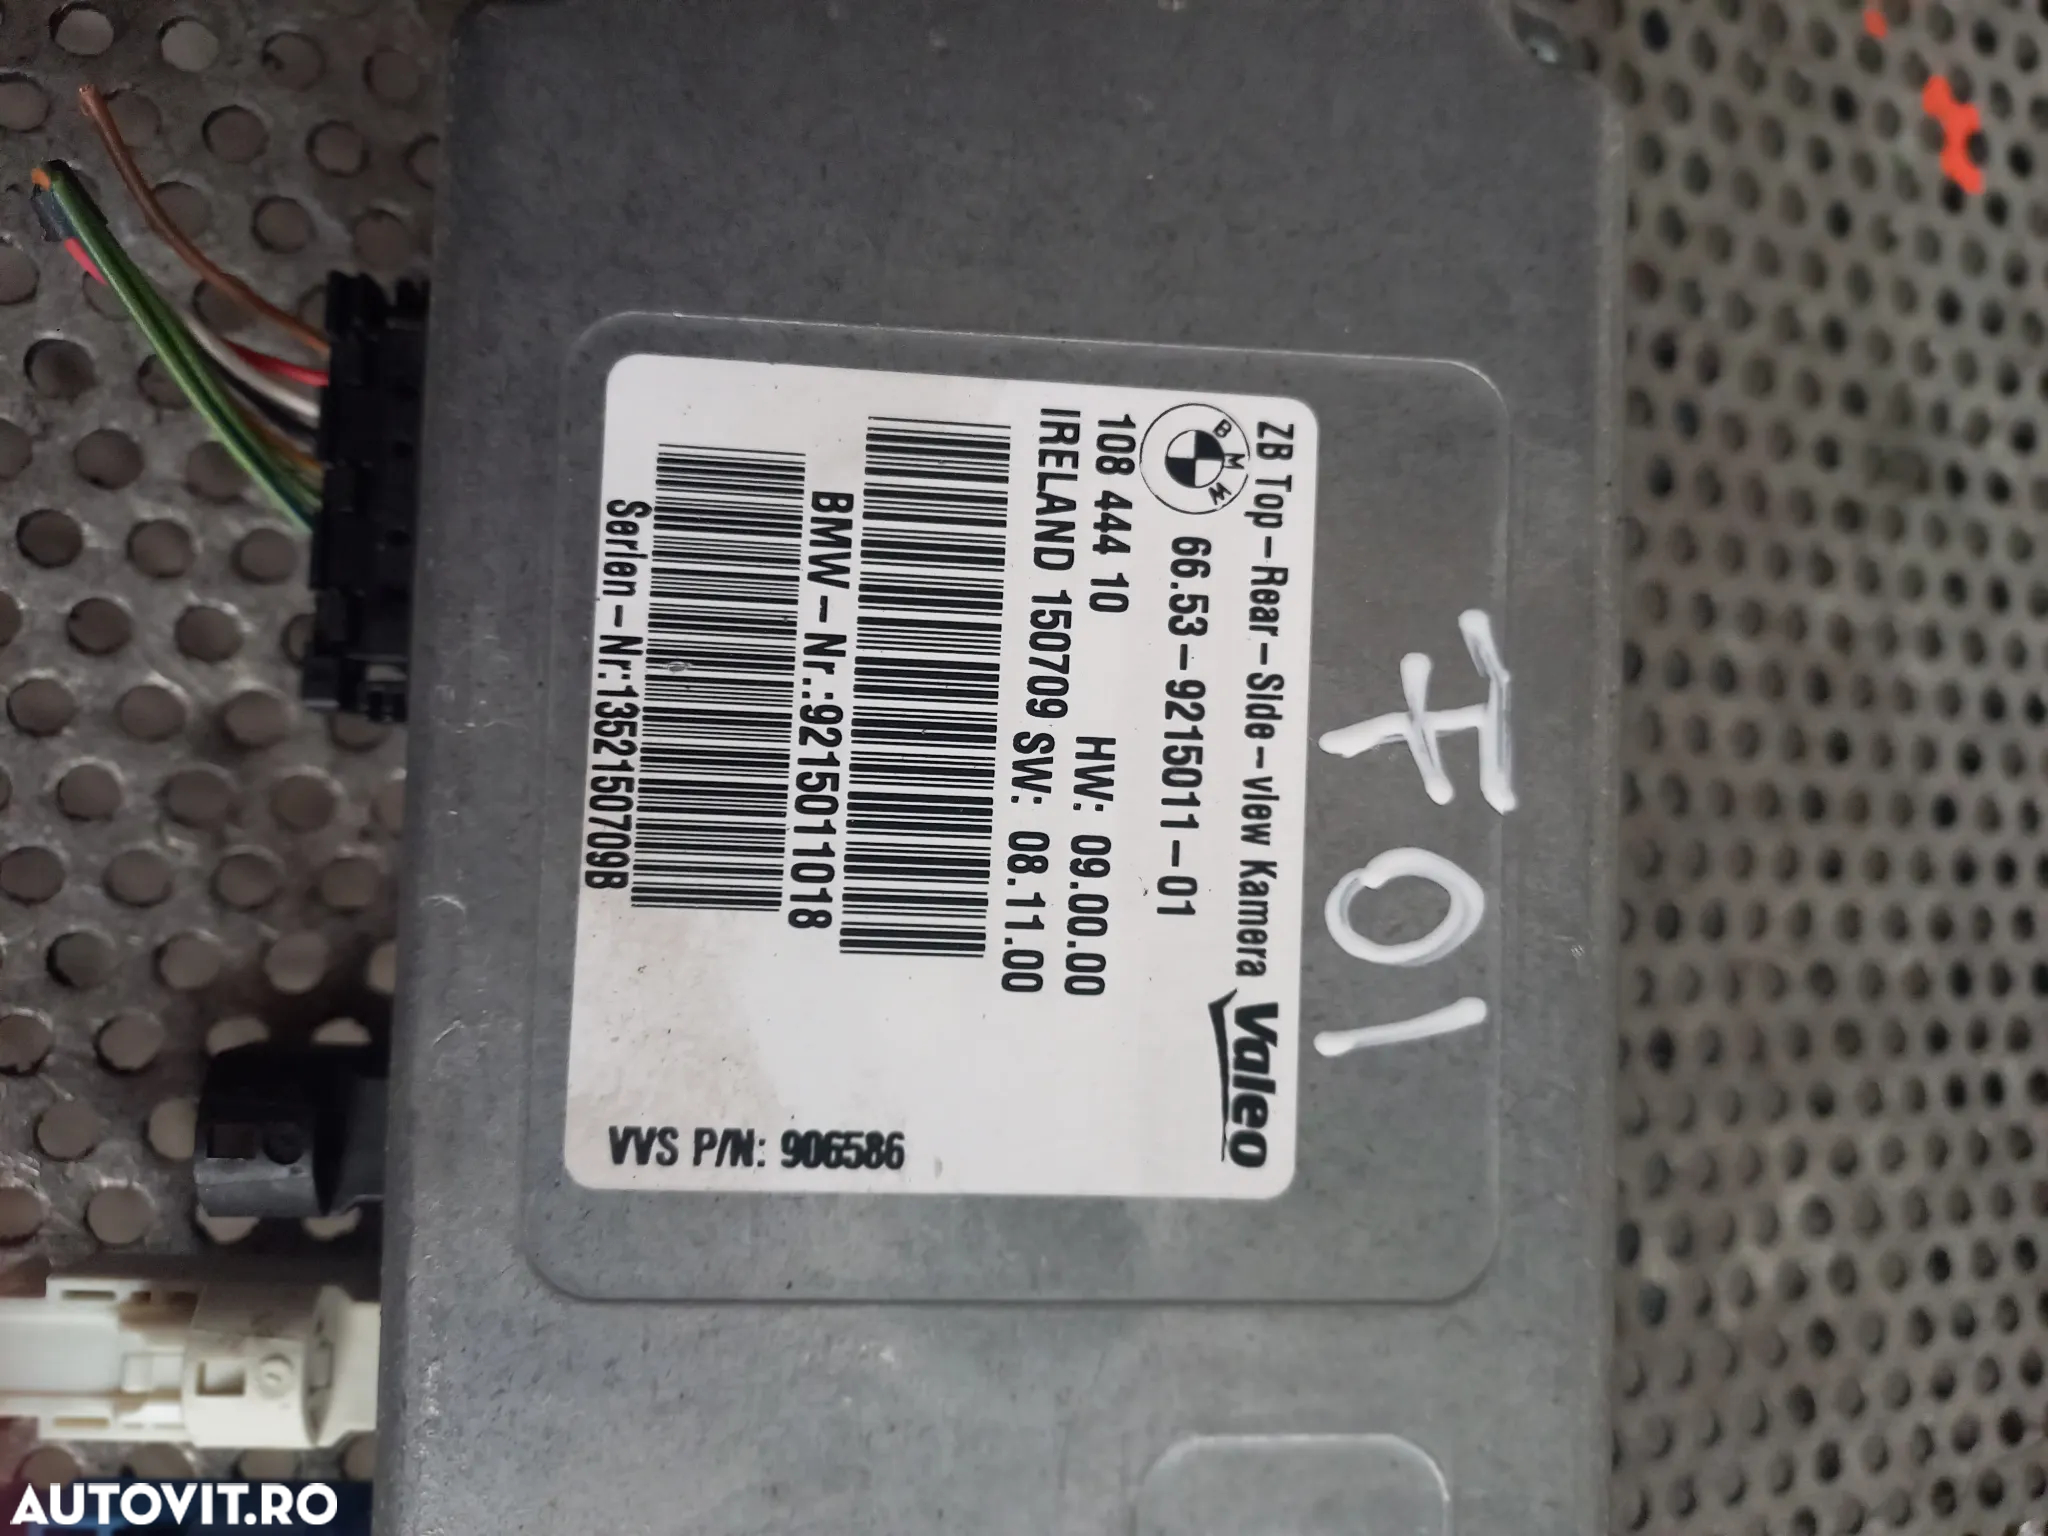 F01
ZB Top-Rear-Side-view Kamera
Valeo
BMW
66.53-9215011-01
108 444 10 HW: 09.00.00
IRELAND 150709 SW: 08.11.00
BMW-Nr.:9215011018
Serien-Nr:1352150709B
VVS P/N: 906586
AUTOVIT.RO